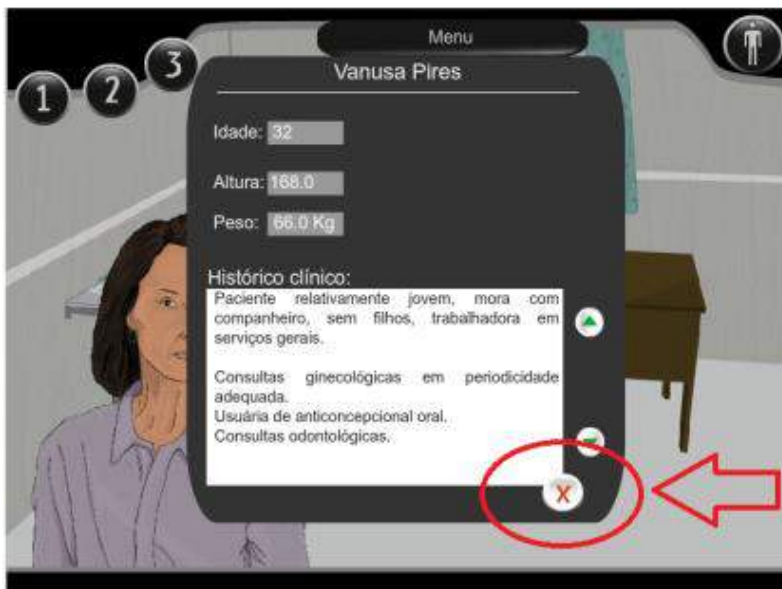 Menu
1 2 3
Vanusa Pires
Idade: 32
Altura: 168.0
Peso: 66.0 Kg
Histórico clínico:
Paciente relativamente jovem, mora com
companheiro, sem filhos, trabalhadora em
serviços gerais.
Consultas ginecológicas em periodicidade
adequada.
Usuária de anticoncepcional oral.
Consultas odontológicas.
X